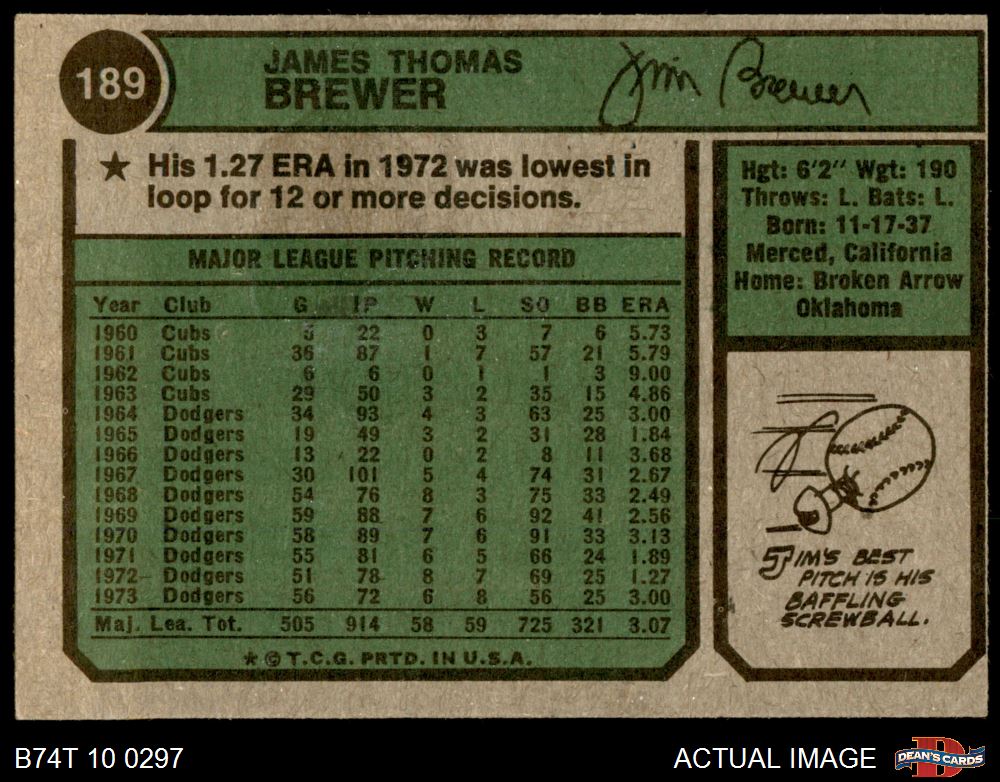 189
JAMES THOMAS
BREWER
Jim Brewer
★ His 1.27 ERA in 1972 was lowest in
loop for 12 or more decisions.
MAJOR LEAGUE PITCHING RECORD
Year Club G IP W L SO BB ERA
1960 Cubs 5 22 0 3 7 6 5.73
1961 Cubs 36 87 1 7 57 21 5.79
1962 Cubs 6 6 0 1 1 3 9.00
1963 Cubs 29 50 3 2 35 15 4.86
1964 Dodgers 34 93 4 3 63 25 3.00
1965 Dodgers 19 49 3 2 31 28 1.84
1966 Dodgers 13 22 0 2 8 11 3.68
1967 Dodgers 30 101 5 4 74 31 2.67
1968 Dodgers 54 76 8 3 75 33 2.49
1969 Dodgers 59 88 7 6 92 41 2.56
1970 Dodgers 58 89 7 6 91 33 3.13
1971 Dodgers 55 81 6 5 66 24 1.89
1972 Dodgers 51 78 8 7 69 25 1.27
1973 Dodgers 56 72 6 8 56 25 3.00
Maj. Lea. Tot. 505 914 58 59 725 321 3.07
★ © T.C.G. PRTD. IN U.S.A.
Hgt: 6'2" Wgt: 190
Throws: L. Bats: L.
Born: 11-17-37
Merced, California
Home: Broken Arrow
Oklahoma
JIM'S BEST
PITCH IS HIS
BAFFLING
SCREWBALL.
B74T 10 0297
ACTUAL IMAGE
D
DEAN'S CARDS